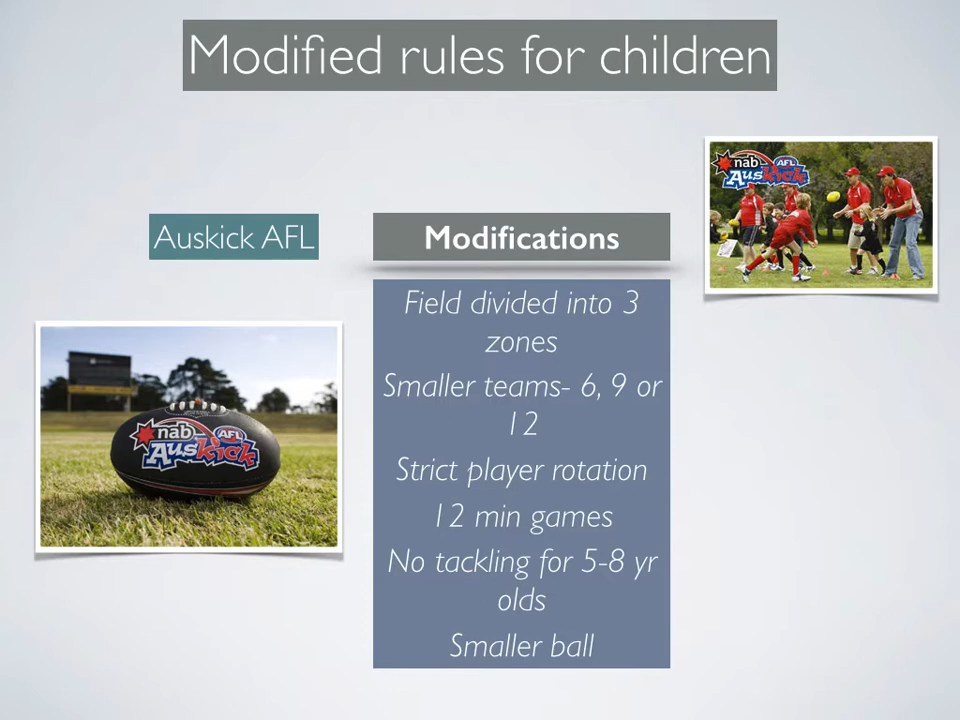 Modified rules for children
nab
AFL
Auskick
Auskick AFL
Modifications
Field divided into 3
zones
Smaller teams- 6, 9 or
12
Strict player rotation
12 min games
No tackling for 5-8 yr
olds
Smaller ball
nab
AFL
Auskick